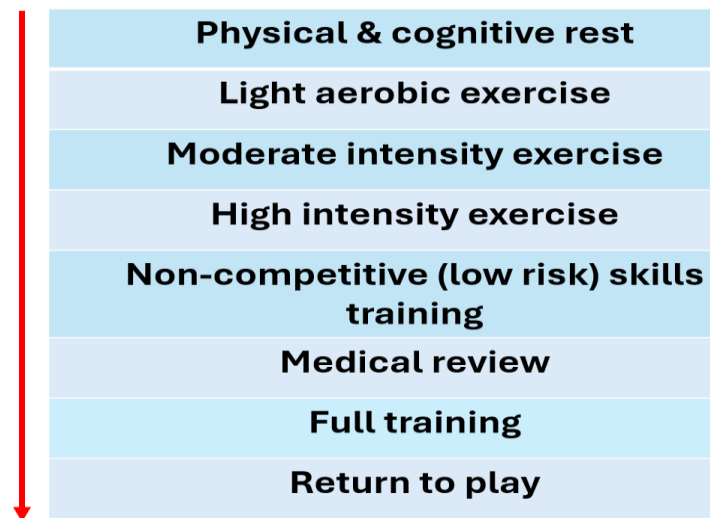 Physical & cognitive rest
Light aerobic exercise
Moderate intensity exercise
High intensity exercise
Non-competitive (low risk) skills
training
Medical review
Full training
Return to play